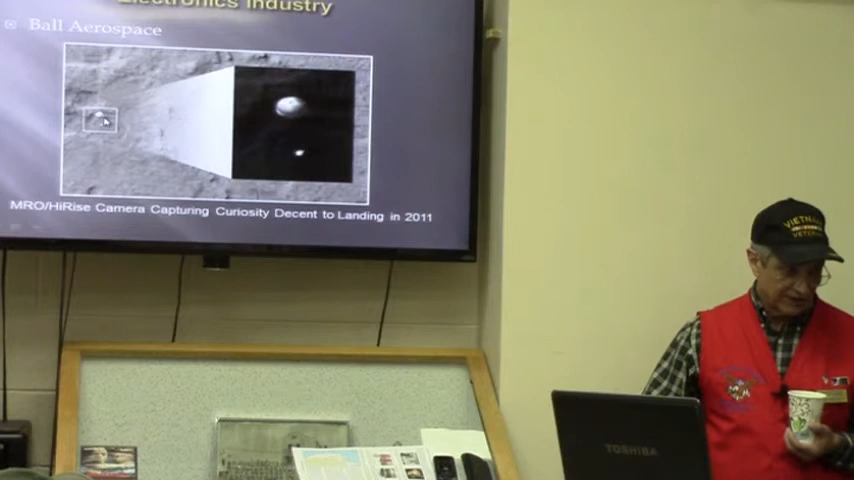 Electronics Industry
Ball Aerospace
MRO/HiRise Camera Capturing Curiosity Decent to Landing in 2011
VIETNAM
VETERAN
TOSHIBA